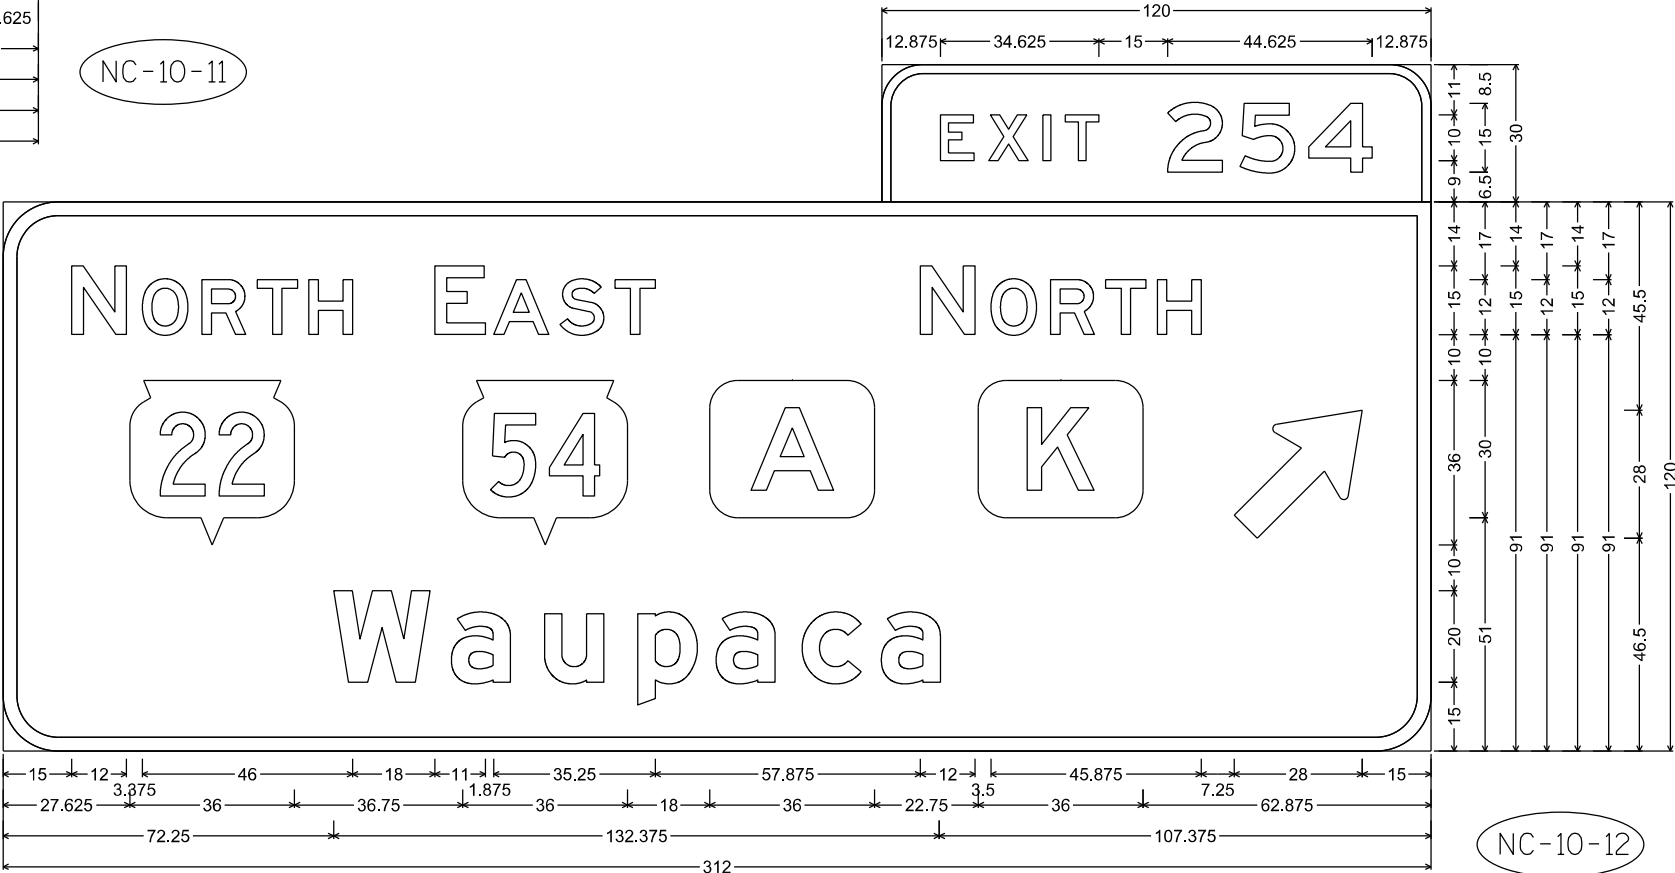 .625
NC-10-11
120
12.875 34.625 15 44.625 12.875
EXIT 254
11 10 9
8.5 15 6.5
30
NORTH EAST NORTH
22 54 A K
Waupaca
14 15 10 36 10 20 15
17 12 10 30 51
14 15 91
17 12 91
14 15 91
17 12 91
45.5 28 46.5
120
15 12 3.375 46 18 11 1.875 35.25 57.875 12 3.5 45.875 7.25 28 15
27.625 36 36.75 36 18 36 22.75 36 62.875
72.25 132.375 107.375
312
NC-10-12